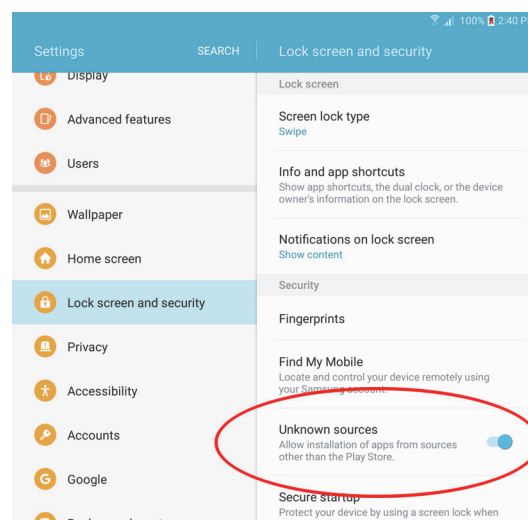 100% 2:40 P
Settings
SEARCH
Lock screen and security
Display
Advanced features
Users
Wallpaper
Home screen
Lock screen and security
Privacy
Accessibility
Accounts
Google
Lock screen
Screen lock type
Swipe
Info and app shortcuts
Show app shortcuts, the dual clock, or the device
owner's information on the lock screen.
Notifications on lock screen
Show content
Security
Fingerprints
Find My Mobile
Locate and control your device remotely using
your Samsung account.
Unknown sources
Allow installation of apps from sources
other than the Play Store.
Secure startup
Protect your device by using a screen lock when